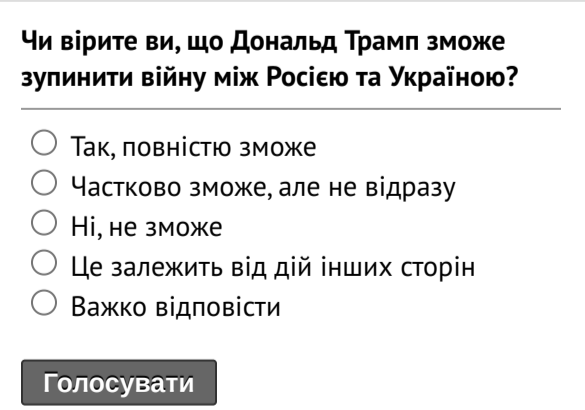 Чи вірите ви, що Дональд Трамп зможе
зупинити війну між Росією та Україною?
Так, повністю зможе
Частково зможе, але не відразу
Ні, не зможе
Це залежить від дій інших сторін
Важко відповісти
Голосувати